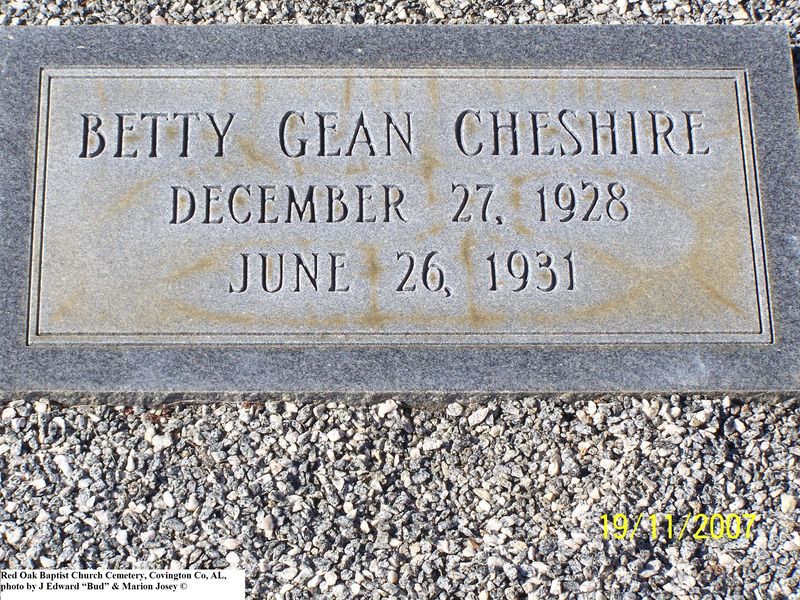 BETTY GEAN CHESHIRE
DECEMBER 27, 1928
JUNE 26, 1931
19/11/2007
Red Oak Baptist Church Cemetery, Covington Co, AL,
photo by J Edward “Bud” & Marion Josey ©